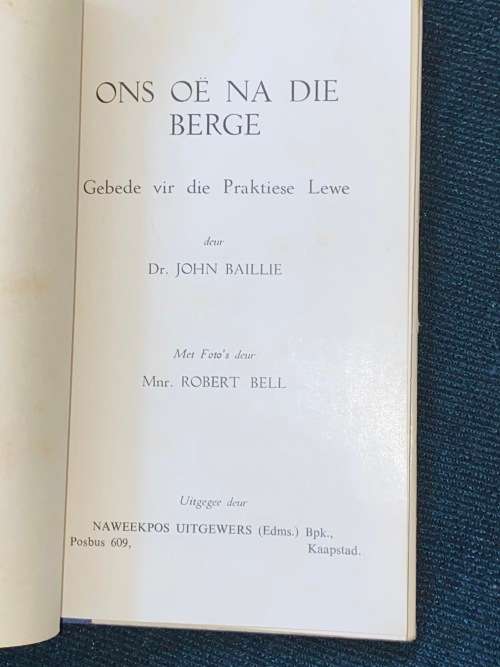 ONS OË NA DIE
BERGE
Gebede vir die Praktiese Lewe
deur
Dr. JOHN BAILLIE
Met Foto's deur
Mnr. ROBERT BELL
Uitgegee deur
NAWEEKPOS UITGEWERS (Edms.) Bpk.,
Posbus 609, Kaapstad.